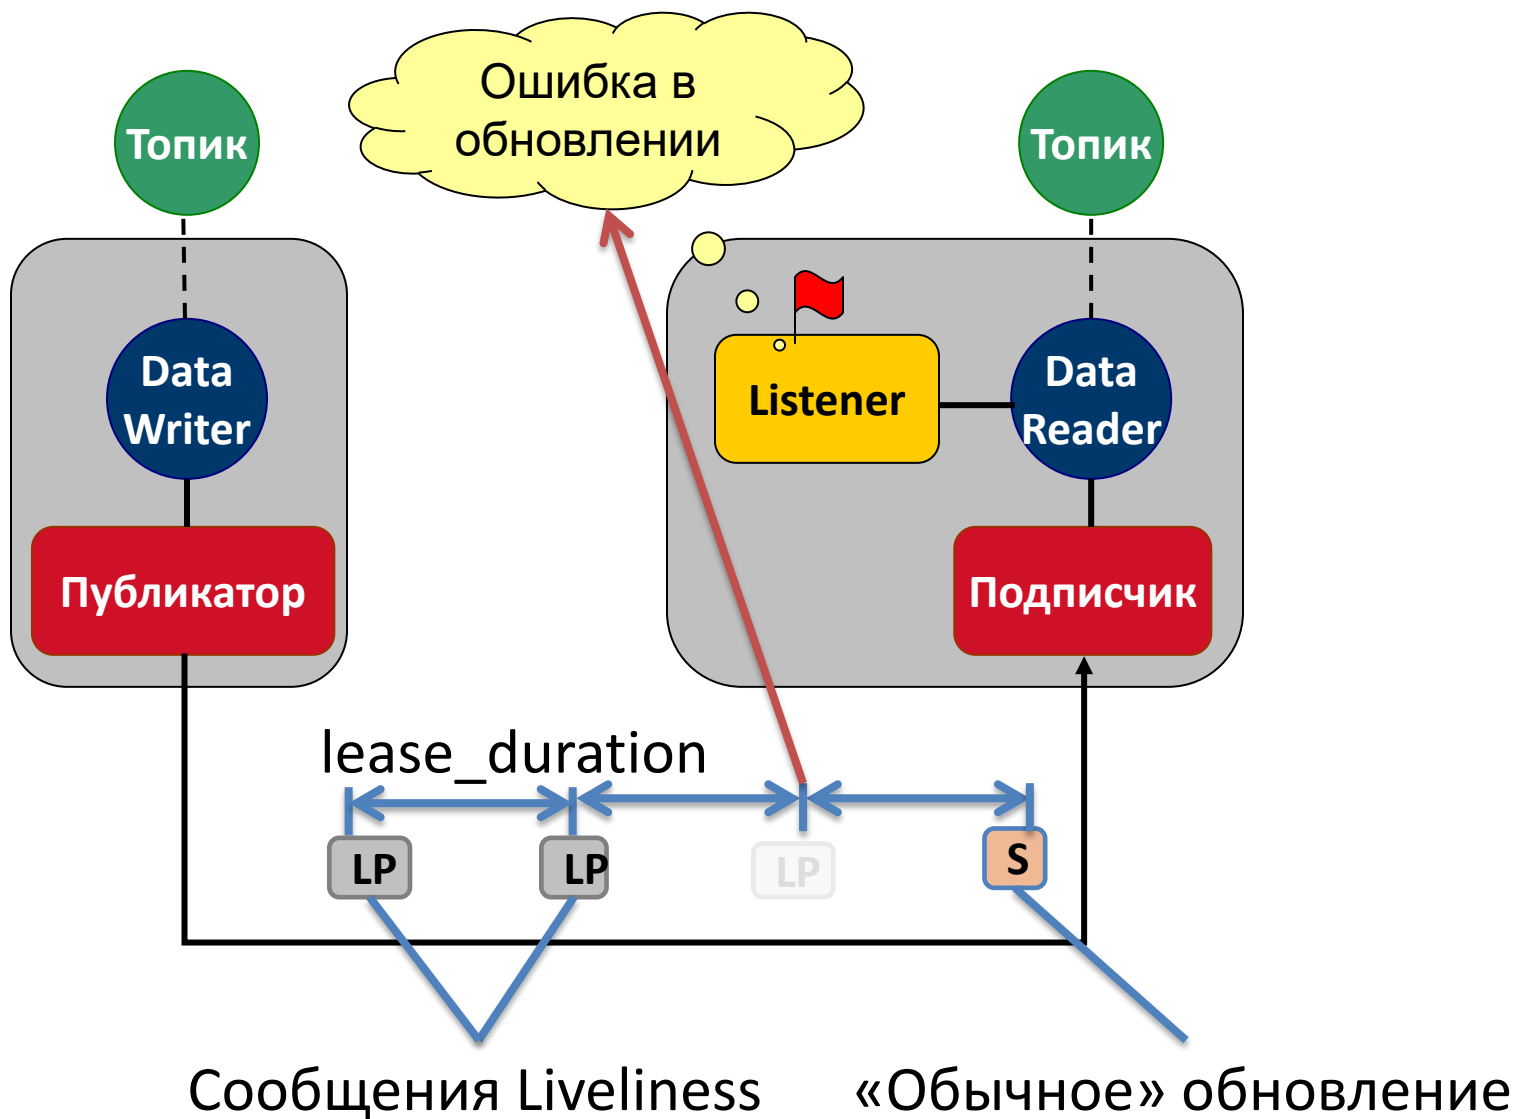 Ошибка в
обновлении
Топик
Топик
Data
Writer
Listener
Data
Reader
Публикатор
Подписчик
lease_duration
LP
LP
LP
S
Сообщения Liveliness
«Обычное» обновление